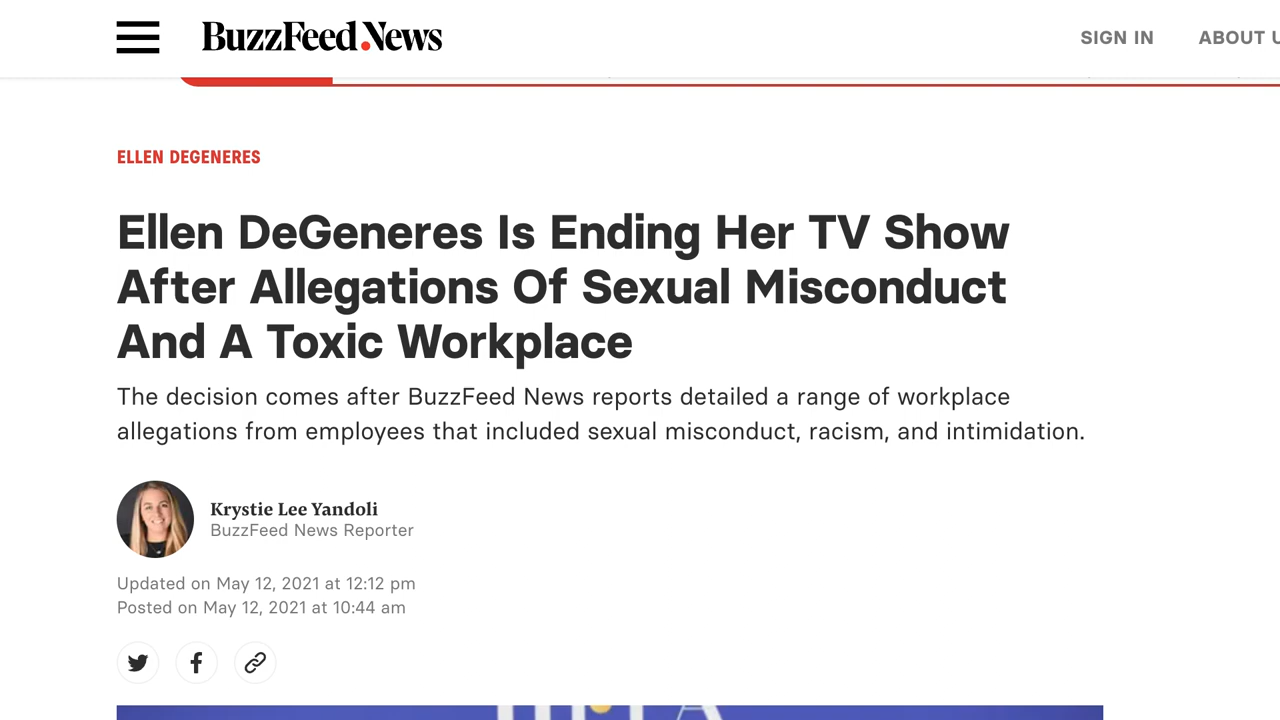 BuzzFeed News
SIGN IN
ABOUT U
ELLEN DEGENERES
Ellen DeGeneres Is Ending Her TV Show
After Allegations Of Sexual Misconduct
And A Toxic Workplace
The decision comes after BuzzFeed News reports detailed a range of workplace
allegations from employees that included sexual misconduct, racism, and intimidation.
Krystie Lee Yandoli
BuzzFeed News Reporter
Updated on May 12, 2021 at 12:12 pm
Posted on May 12, 2021 at 10:44 am